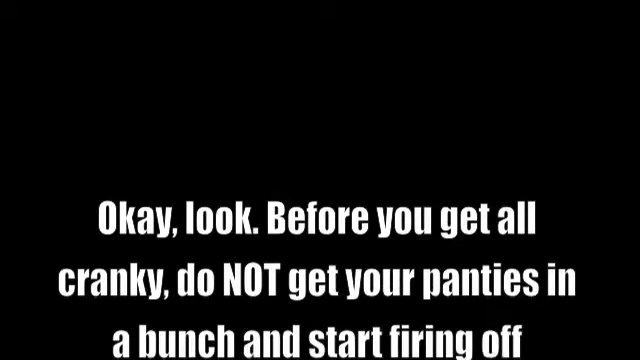 Okay, look. Before you get all
cranky, do NOT get your panties in
a bunch and start firing off